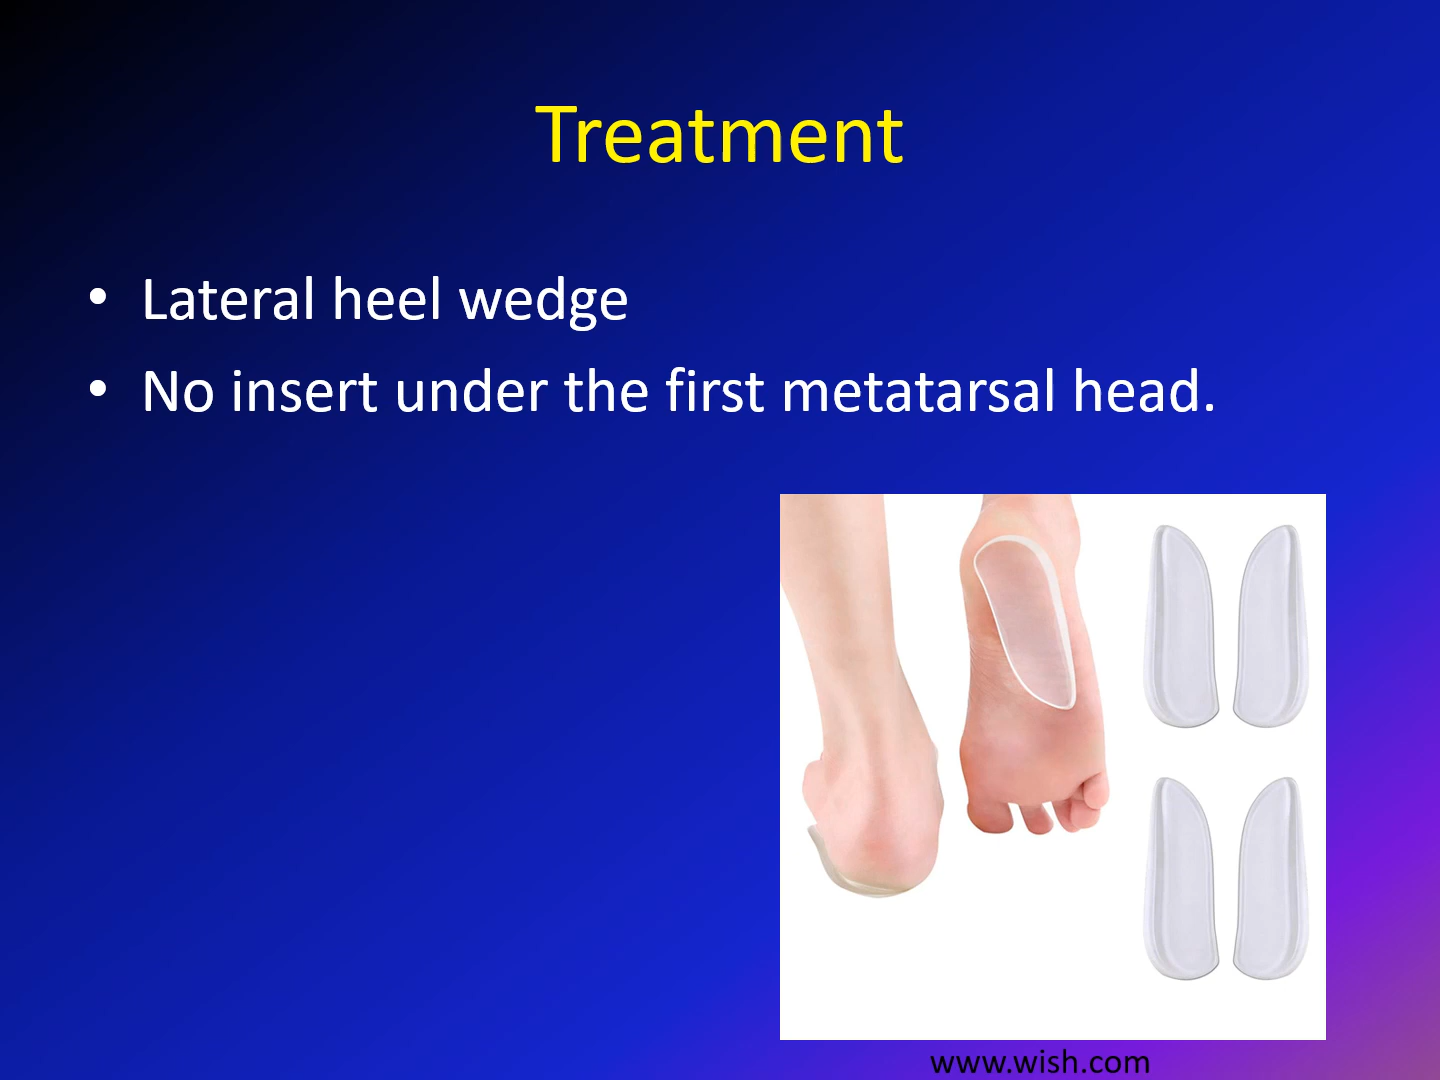 Treatment
• Lateral heel wedge
• No insert under the first metatarsal head.
www.wish.com